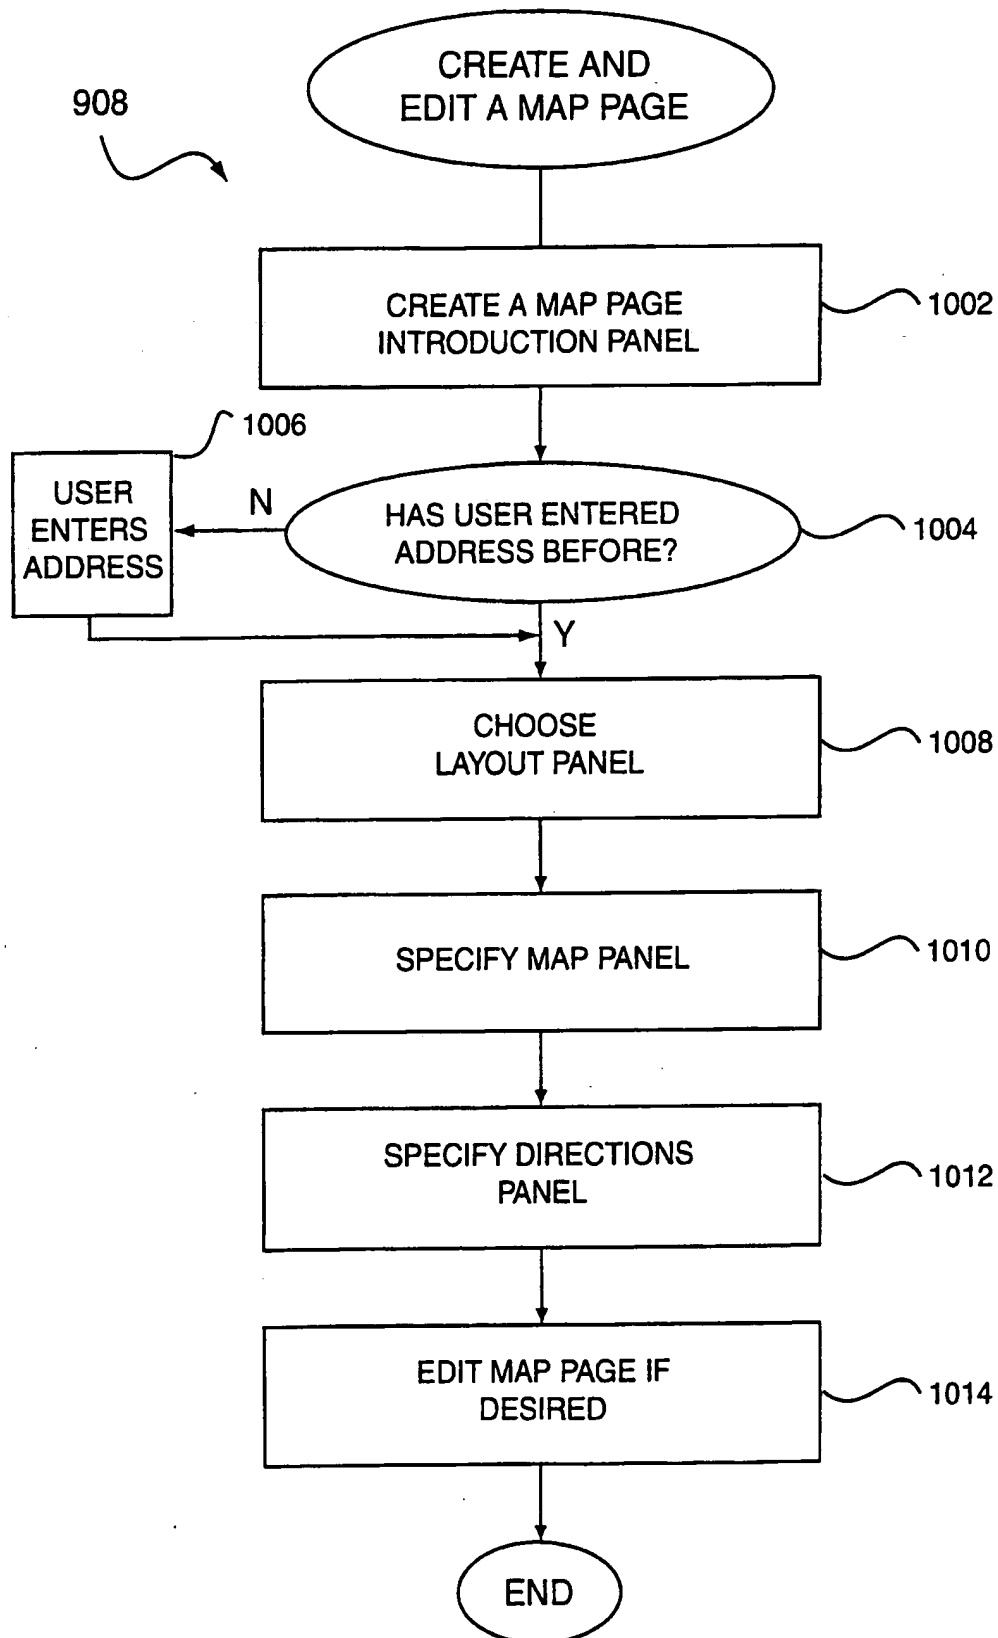 CREATE AND
EDIT A MAP PAGE
908
CREATE A MAP PAGE
INTRODUCTION PANEL
1002
1006
USER
ENTERS
ADDRESS
N
HAS USER ENTERED
ADDRESS BEFORE?
1004
Y
CHOOSE
LAYOUT PANEL
1008
SPECIFY MAP PANEL
1010
SPECIFY DIRECTIONS
PANEL
1012
EDIT MAP PAGE IF
DESIRED
1014
END